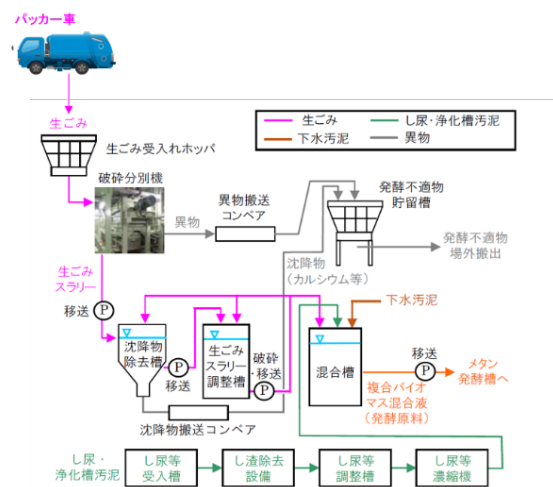 パッカー車
生ごみ
生ごみ
し尿・浄化槽汚泥
下水汚泥
異物
生ごみ受入れホッパ
破砕分別機
異物
異物搬送
コンベア
発酵不適物
貯留槽
発酵不適物
場外搬出
沈降物
(カルシウム等)
生ごみ
スラリー
移送
P
下水汚泥
沈降物
除去槽
P
移送
生ごみ
スラリー
調整槽
破砕
・移送
P
混合槽
移送
P
メタン
発酵槽へ
複合バイオ
マス混合液
(発酵原料)
沈降物搬送コンベア
し尿・
浄化槽汚泥
し尿等
受入槽
し渣除去
設備
し尿等
調整槽
し尿等
濃縮機